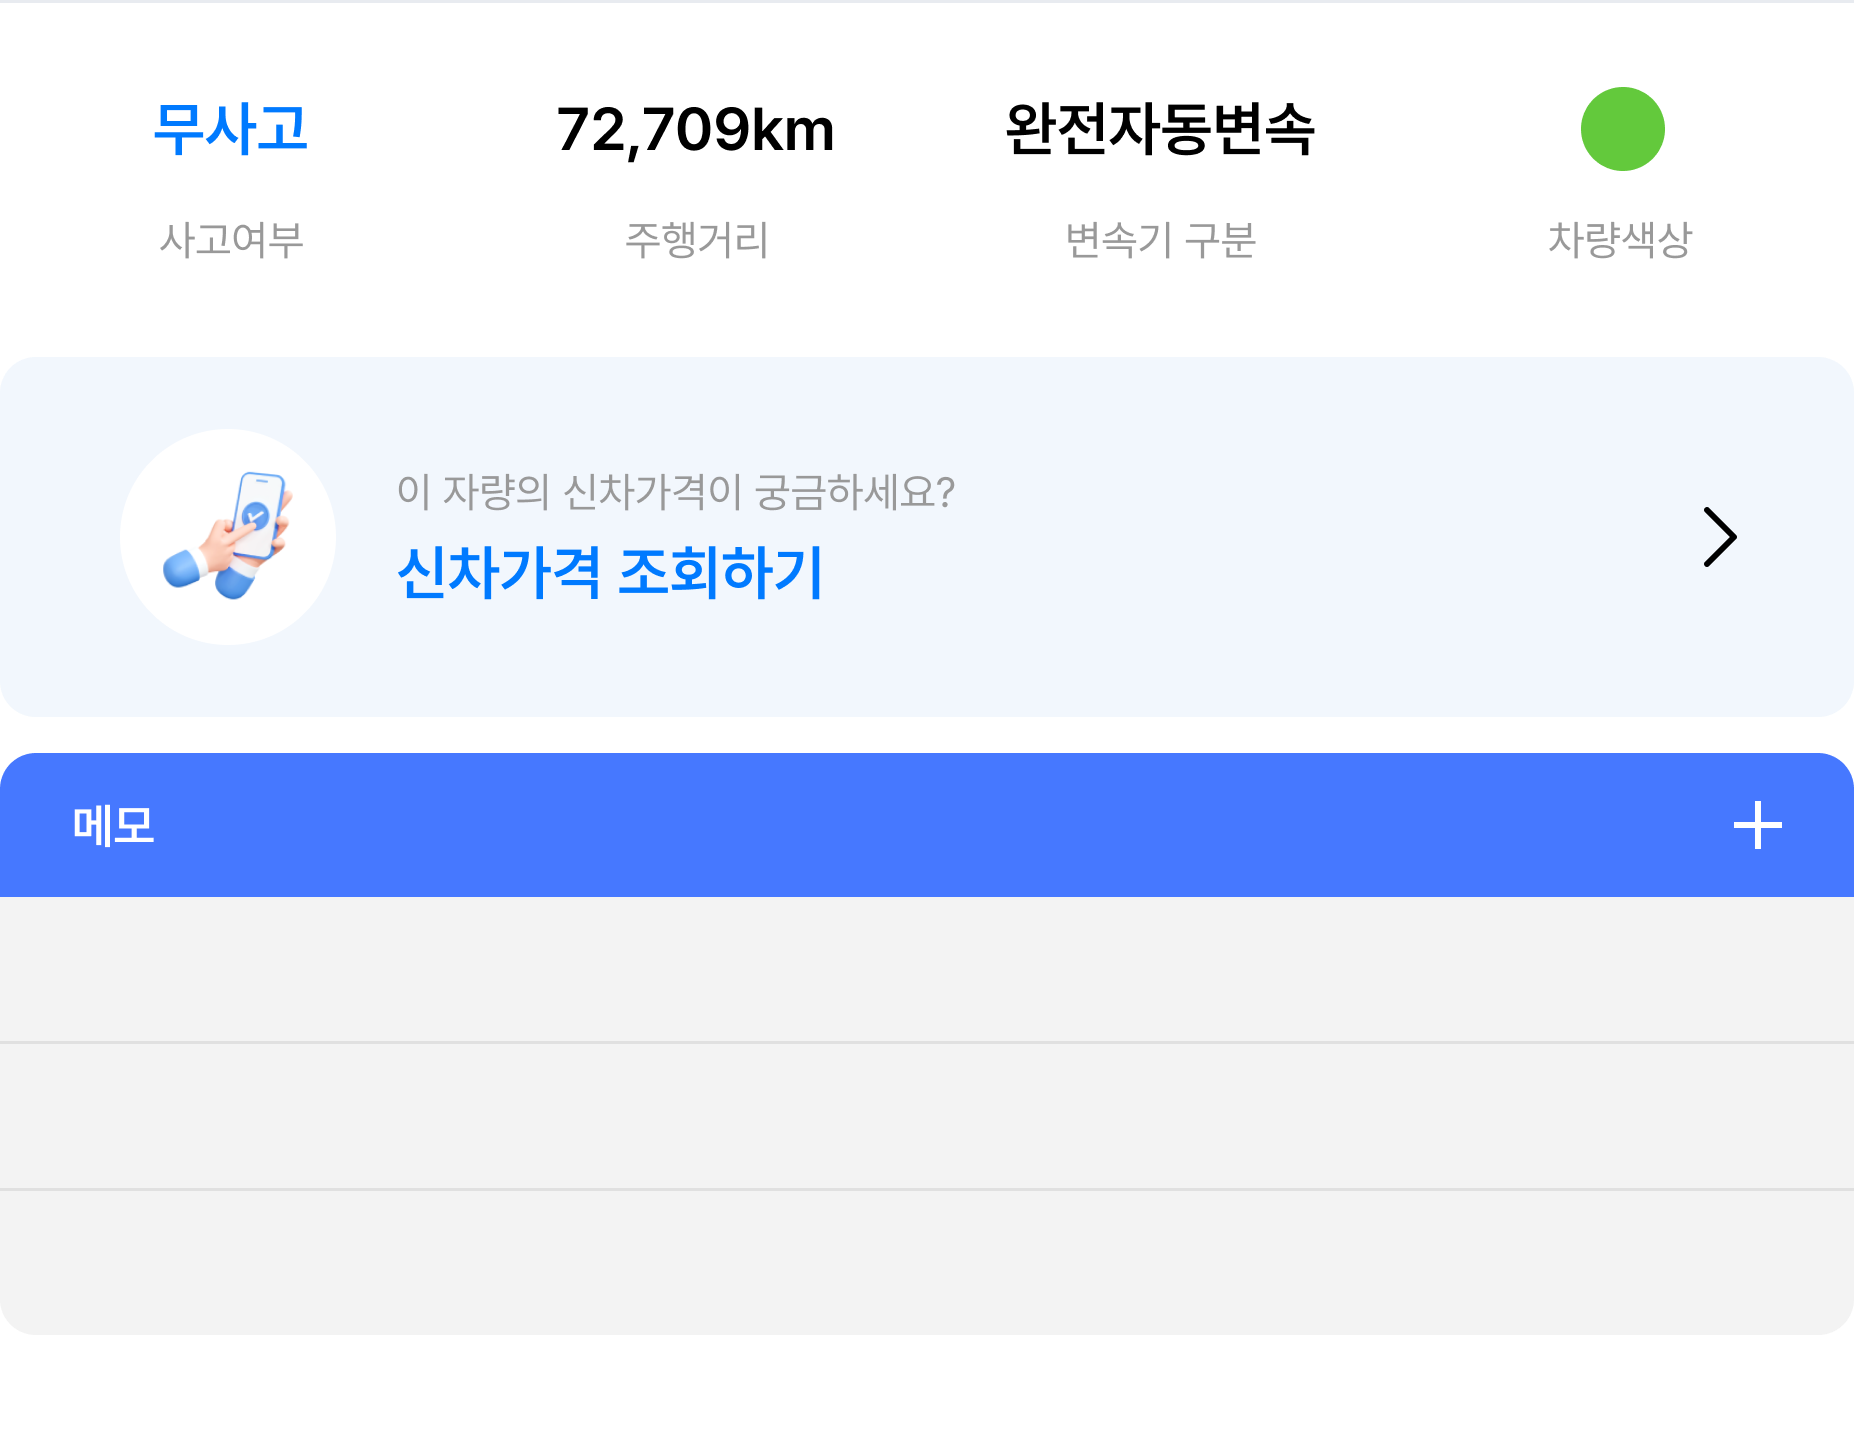 무사고 72,709km 완전자동변속
사고여부 주행거리 변속기 구분 차량색상
이 자량의 신차가격이 궁금하세요?
신차가격 조회하기
메모